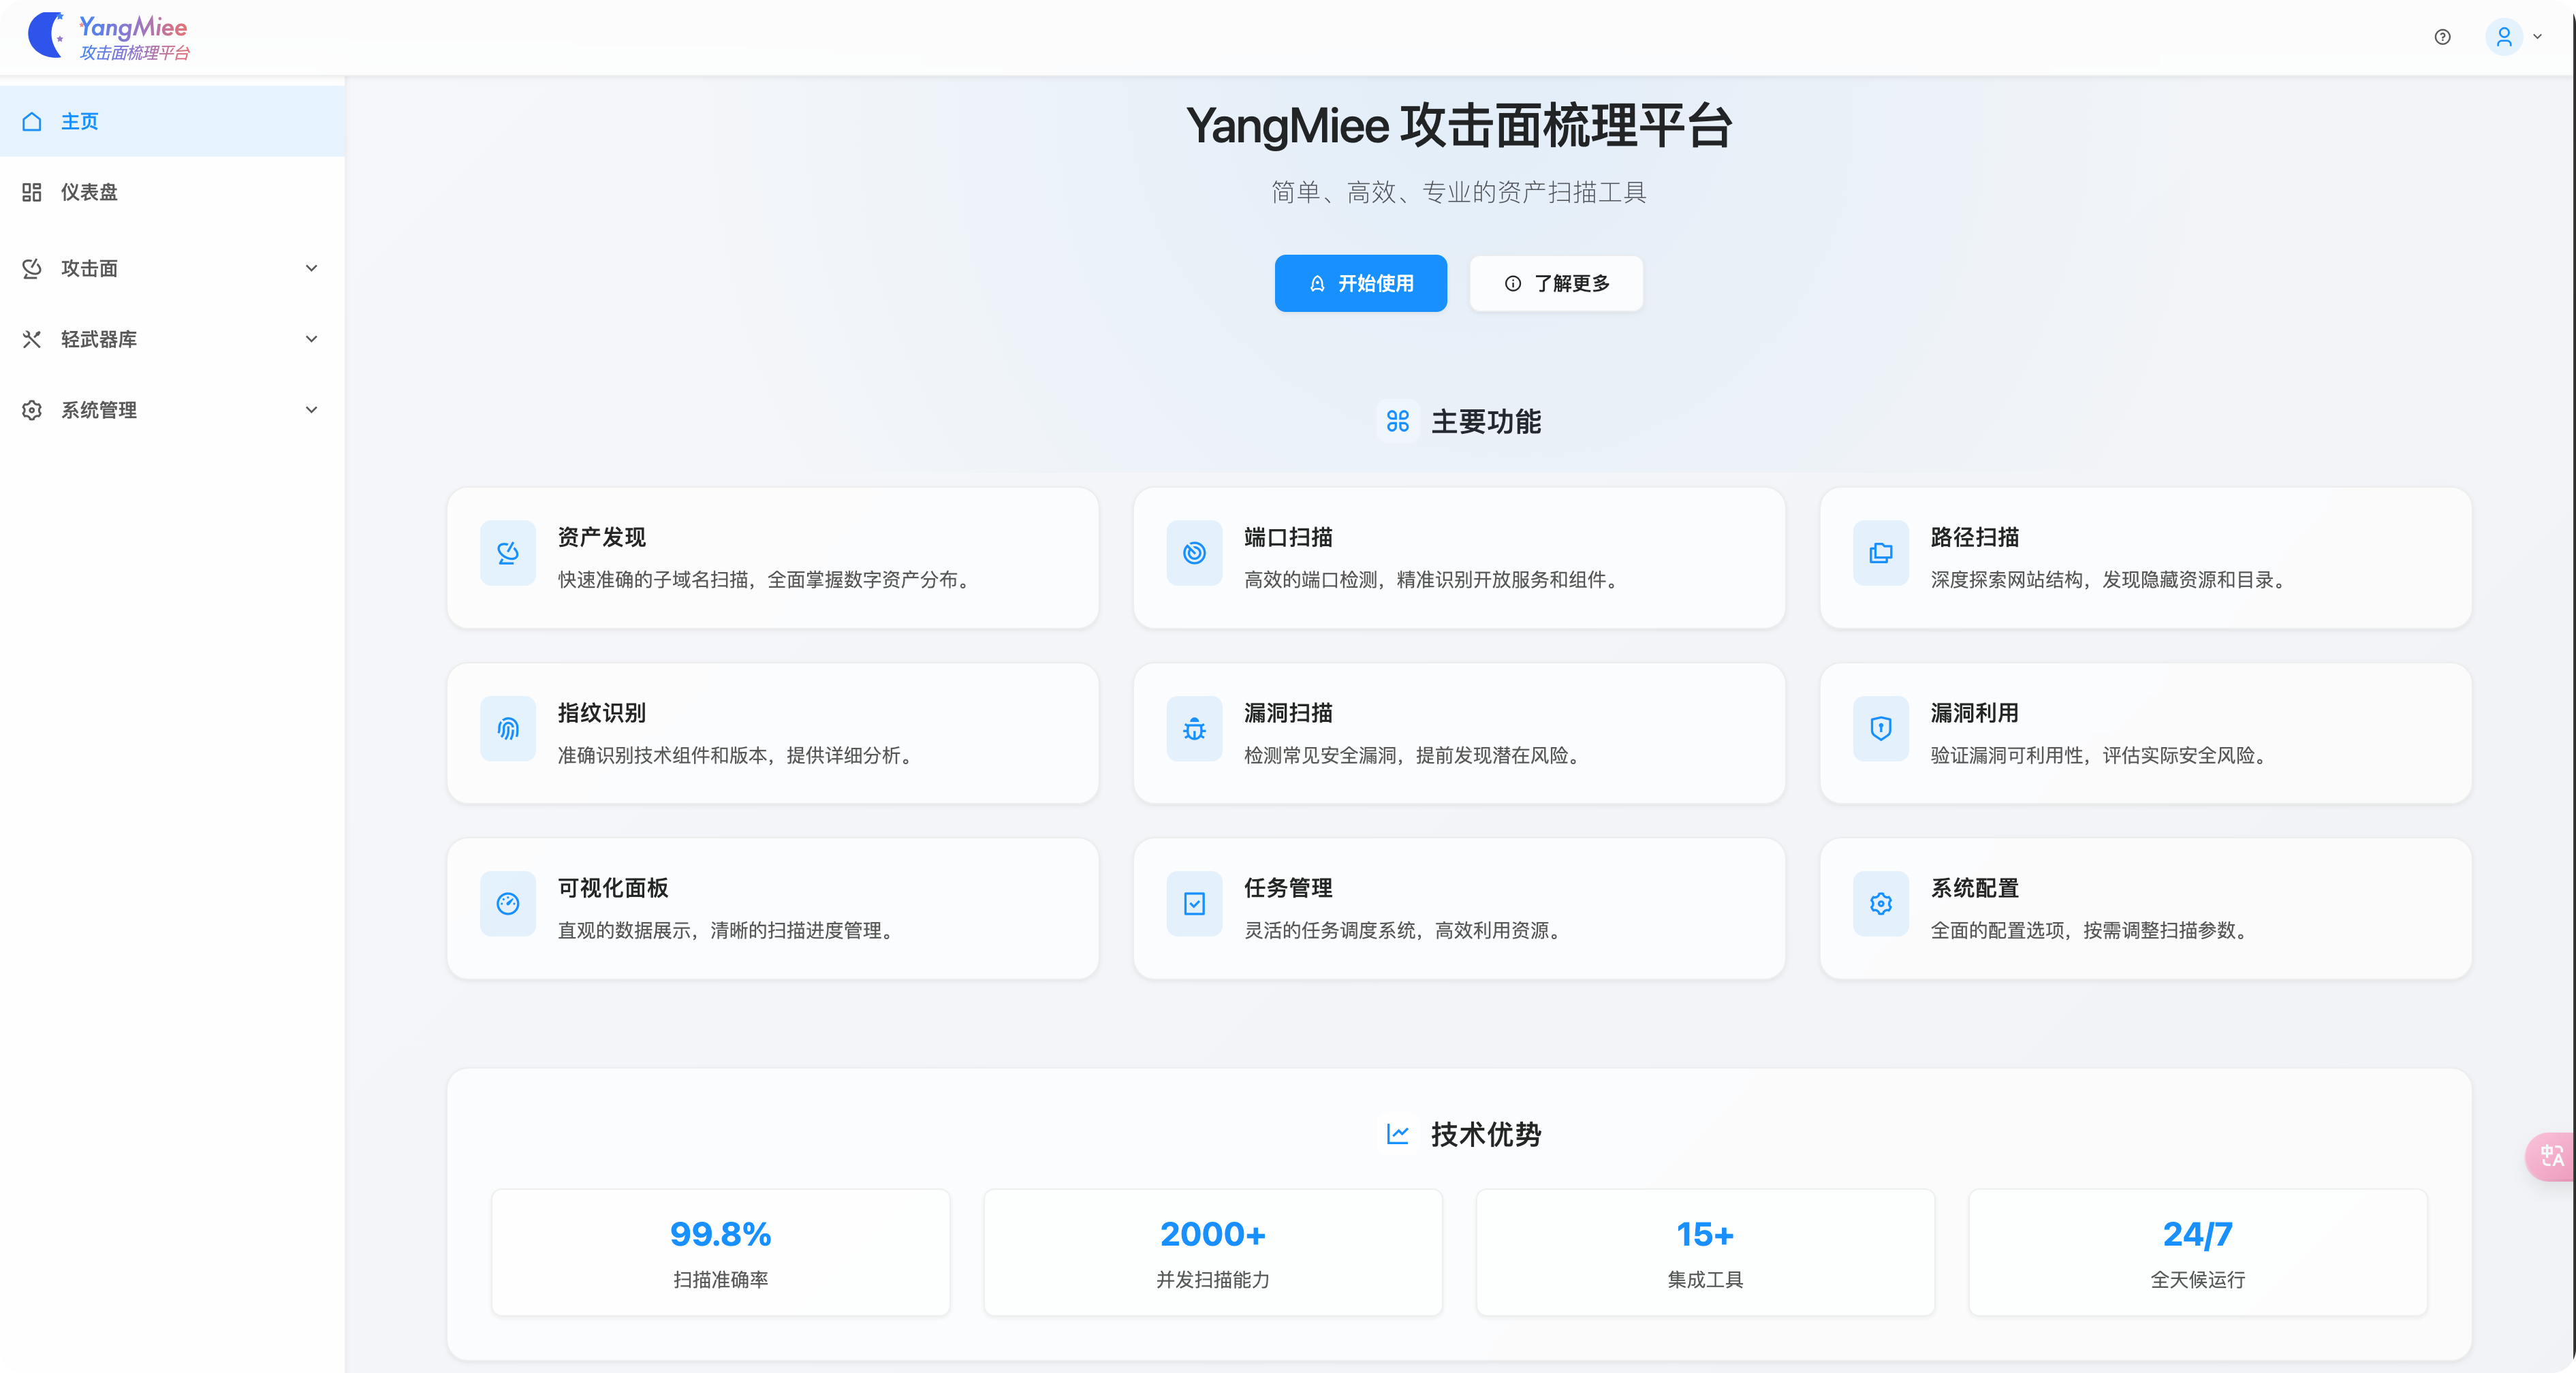 YangMiee
攻击面梳理平台
主页
仪表盘
攻击面
轻武器库
系统管理
YangMiee 攻击面梳理平台
简单、高效、专业的资产扫描工具
开始使用
了解更多
主要功能
资产发现
快速准确的子域名扫描，全面掌握数字资产分布。
端口扫描
高效的端口检测，精准识别开放服务和组件。
路径扫描
深度探索网站结构，发现隐藏资源和目录。
指纹识别
准确识别技术组件和版本，提供详细分析。
漏洞扫描
检测常见安全漏洞，提前发现潜在风险。
漏洞利用
验证漏洞可利用性，评估实际安全风险。
可视化面板
直观的数据展示，清晰的扫描进度管理。
任务管理
灵活的任务调度系统，高效利用资源。
系统配置
全面的配置选项，按需调整扫描参数。
技术优势
99.8%
扫描准确率
2000+
并发扫描能力
15+
集成工具
24/7
全天候运行
中A